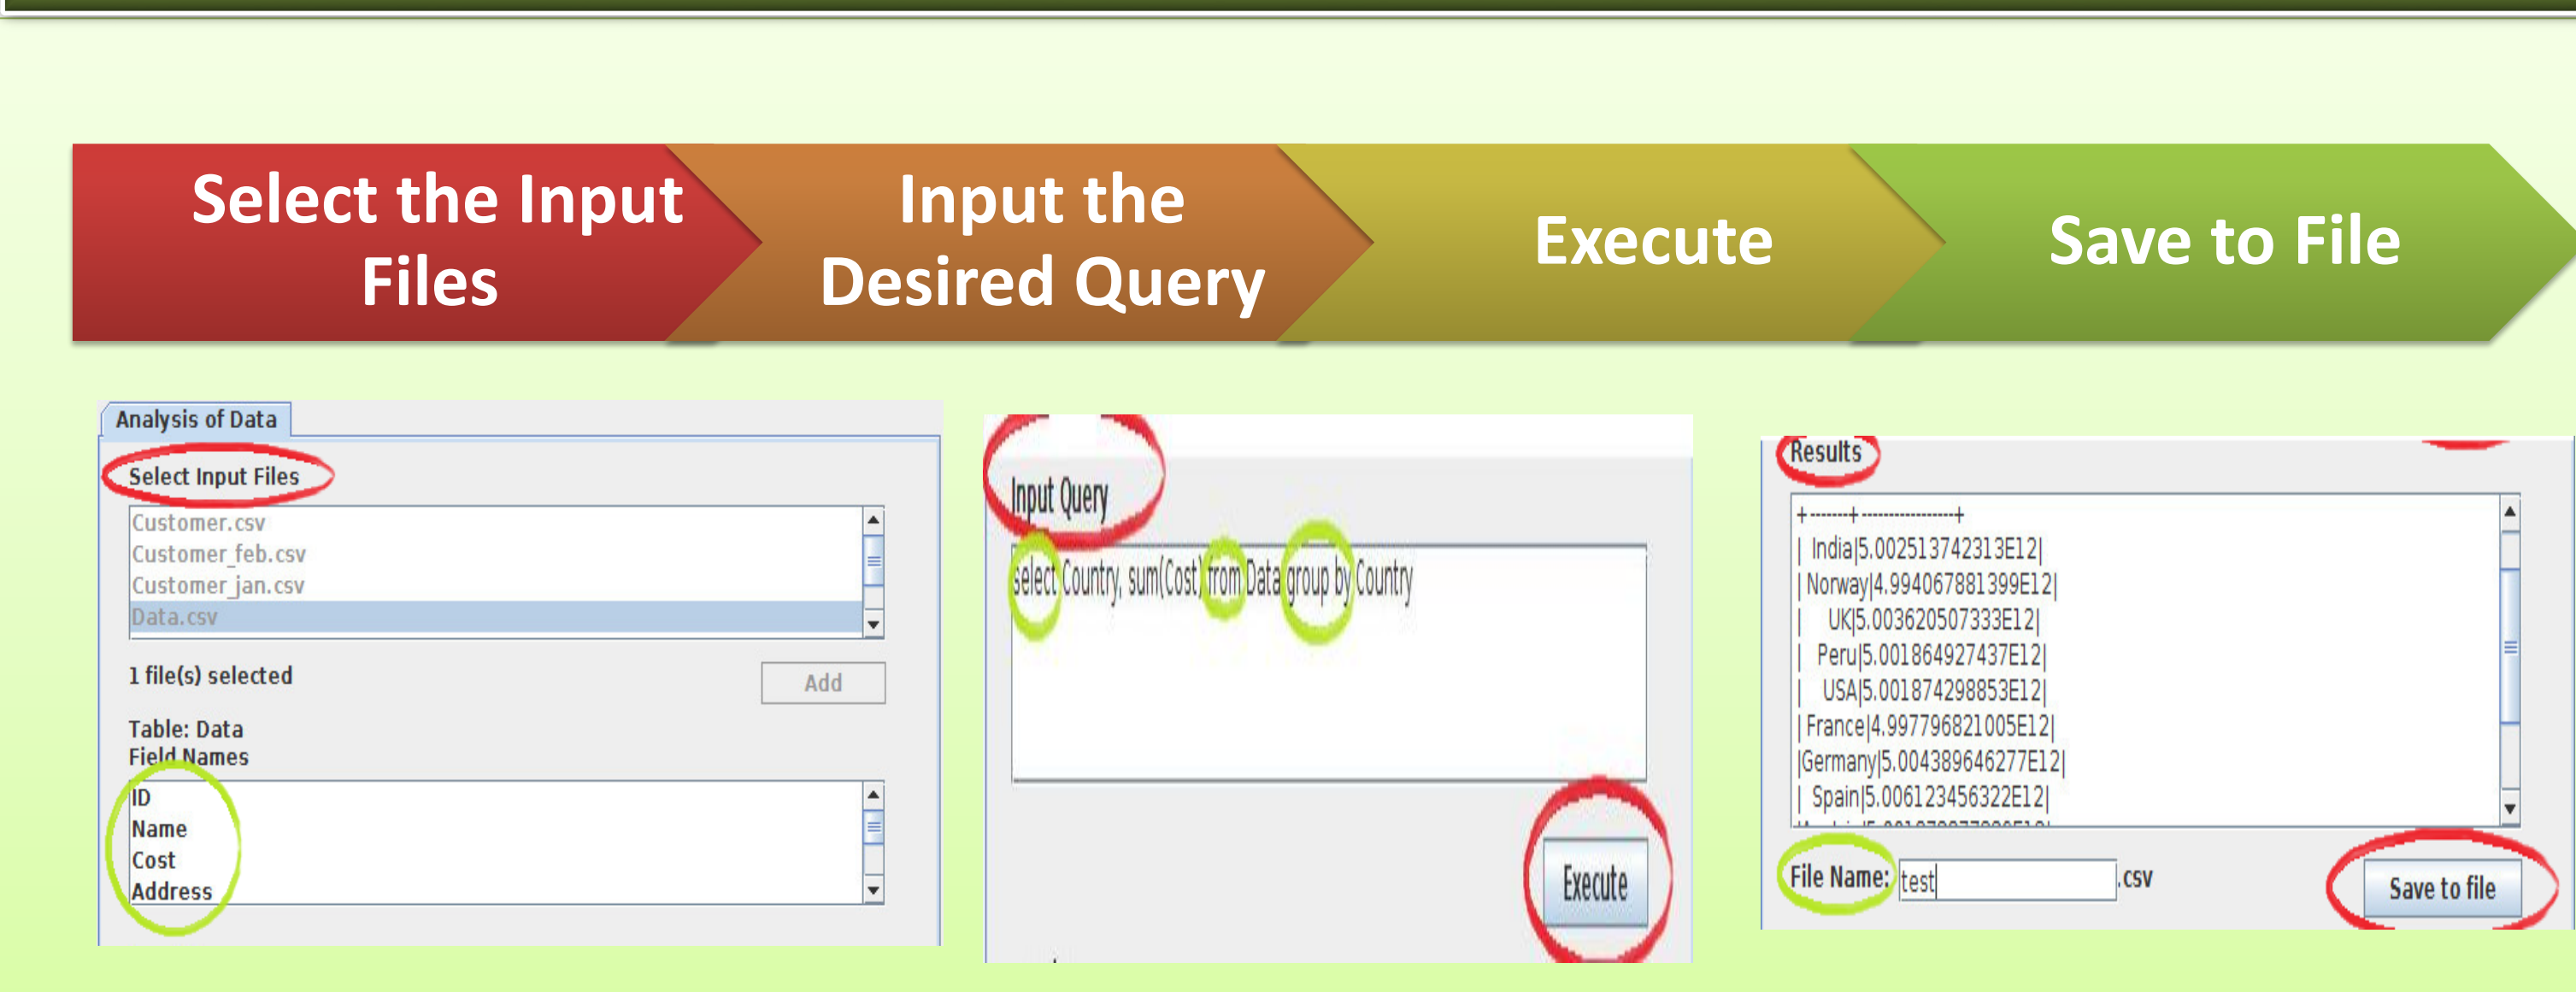 Select the Input
Files
Input the
Desired Query
Execute
Save to File
Analysis of Data
Select Input Files
Customer.csv
Customer_feb.csv
Customer_jan.csv
Data.csv
1 file(s) selected
Add
Table: Data
Field Names
ID
Name
Cost
Address
Input Query
select Country, sum(Cost) from Data group by Country
Execute
Results
+-------+----------------+
| India|5.002513742313E12|
| Norway|4.994067881399E12|
| UK|5.003620507333E12|
| Peru|5.001864927437E12|
| USA|5.001874298853E12|
| France|4.997796821005E12|
|Germany|5.004389646277E12|
| Spain|5.006123456322E12|
File Name: test .csv
Save to file